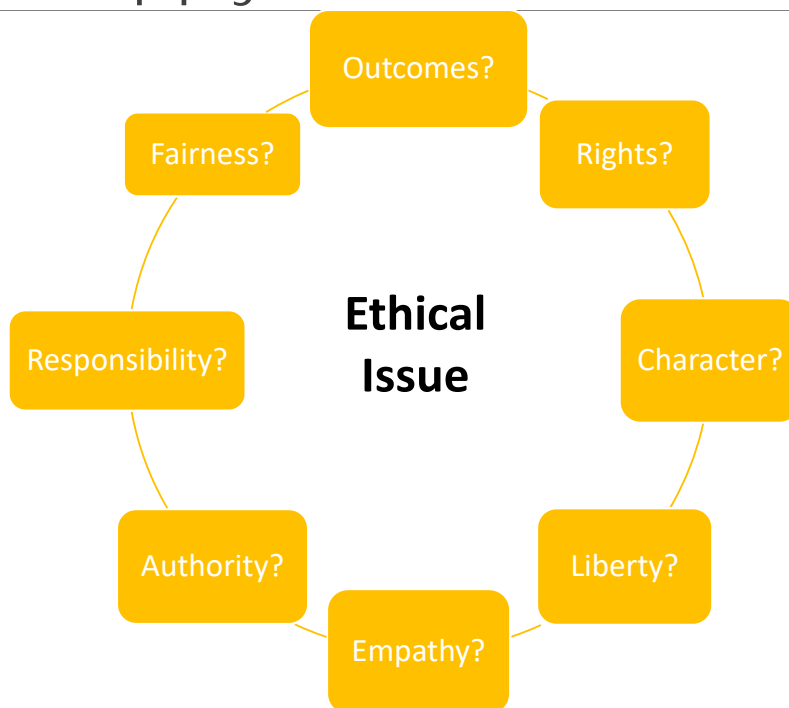 Outcomes?
Fairness?
Rights?
Ethical
Issue
Responsibility?
Character?
Authority?
Liberty?
Empathy?